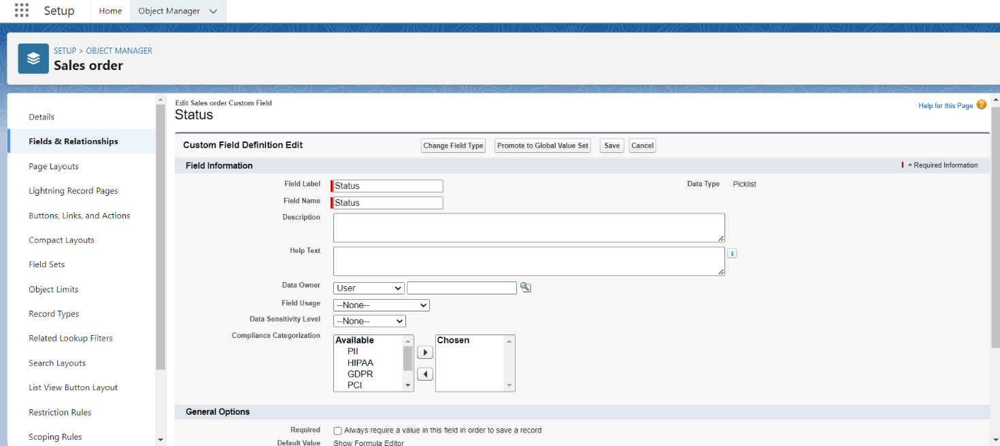 Setup
Home
Object Manager
SETUP > OBJECT MANAGER
Sales order
Details
Fields & Relationships
Page Layouts
Lightning Record Pages
Buttons, Links, and Actions
Compact Layouts
Field Sets
Object Limits
Record Types
Related Lookup Filters
Search Layouts
List View Button Layout
Restriction Rules
Scoping Rules
Edit Sales order Custom Field
Status
Help for this Page ?
Custom Field Definition Edit
Change Field Type
Promote to Global Value Set
Save
Cancel
Field Information
= Required Information
Field Label Status
Data Type Picklist
Field Name Status
Description
Help Text
i
Data Owner User
Field Usage --None--
Data Sensitivity Level --None--
Compliance Categorization
Available
PII
HIPAA
GDPR
PCI
Chosen
General Options
Required Always require a value in this field in order to save a record
Default Value Show Formula Editor